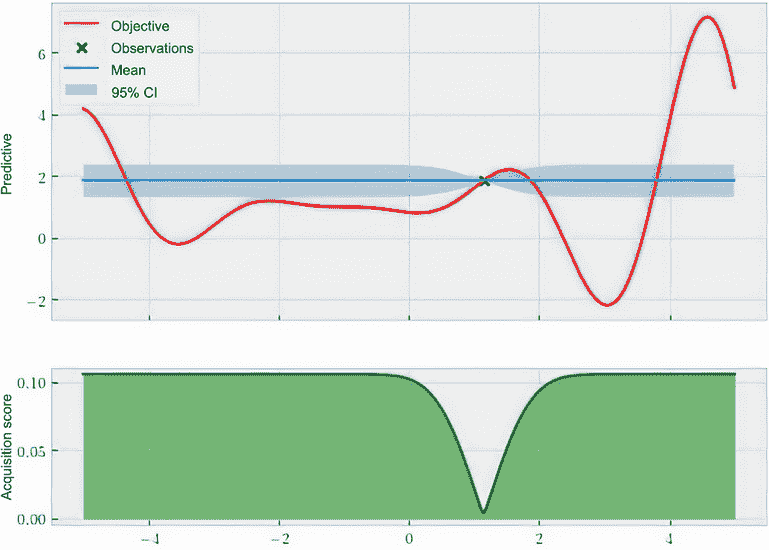 Objective
Observations
Mean
95% CI
Predictive
6
4
2
0
−2
Acquisition score
0.10
0.05
0.00
−4
−2
0
2
4